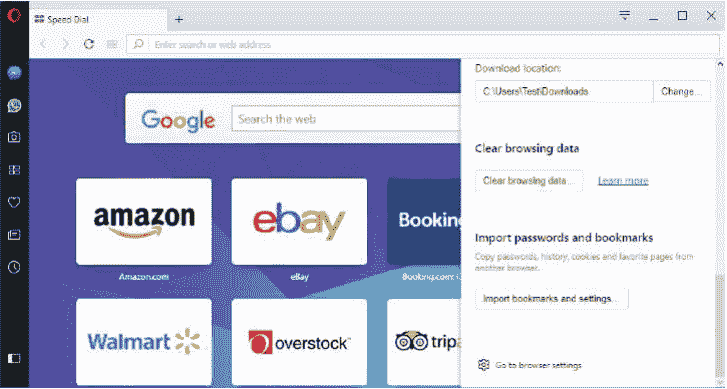 Speed Dial
Enter search or web address
Download location:
C:\Users\Test\Downloads
Change...
Google
Search the web
Clear browsing data
Clear browsing data...
Learn more
amazon
ebay
Booking
Amazon.com
eBay
Booking.com
Import passwords and bookmarks
Copy passwords, history, cookies and favorite pages from
another browser.
Import bookmarks and settings...
Walmart
overstock
trip
Go to browser settings